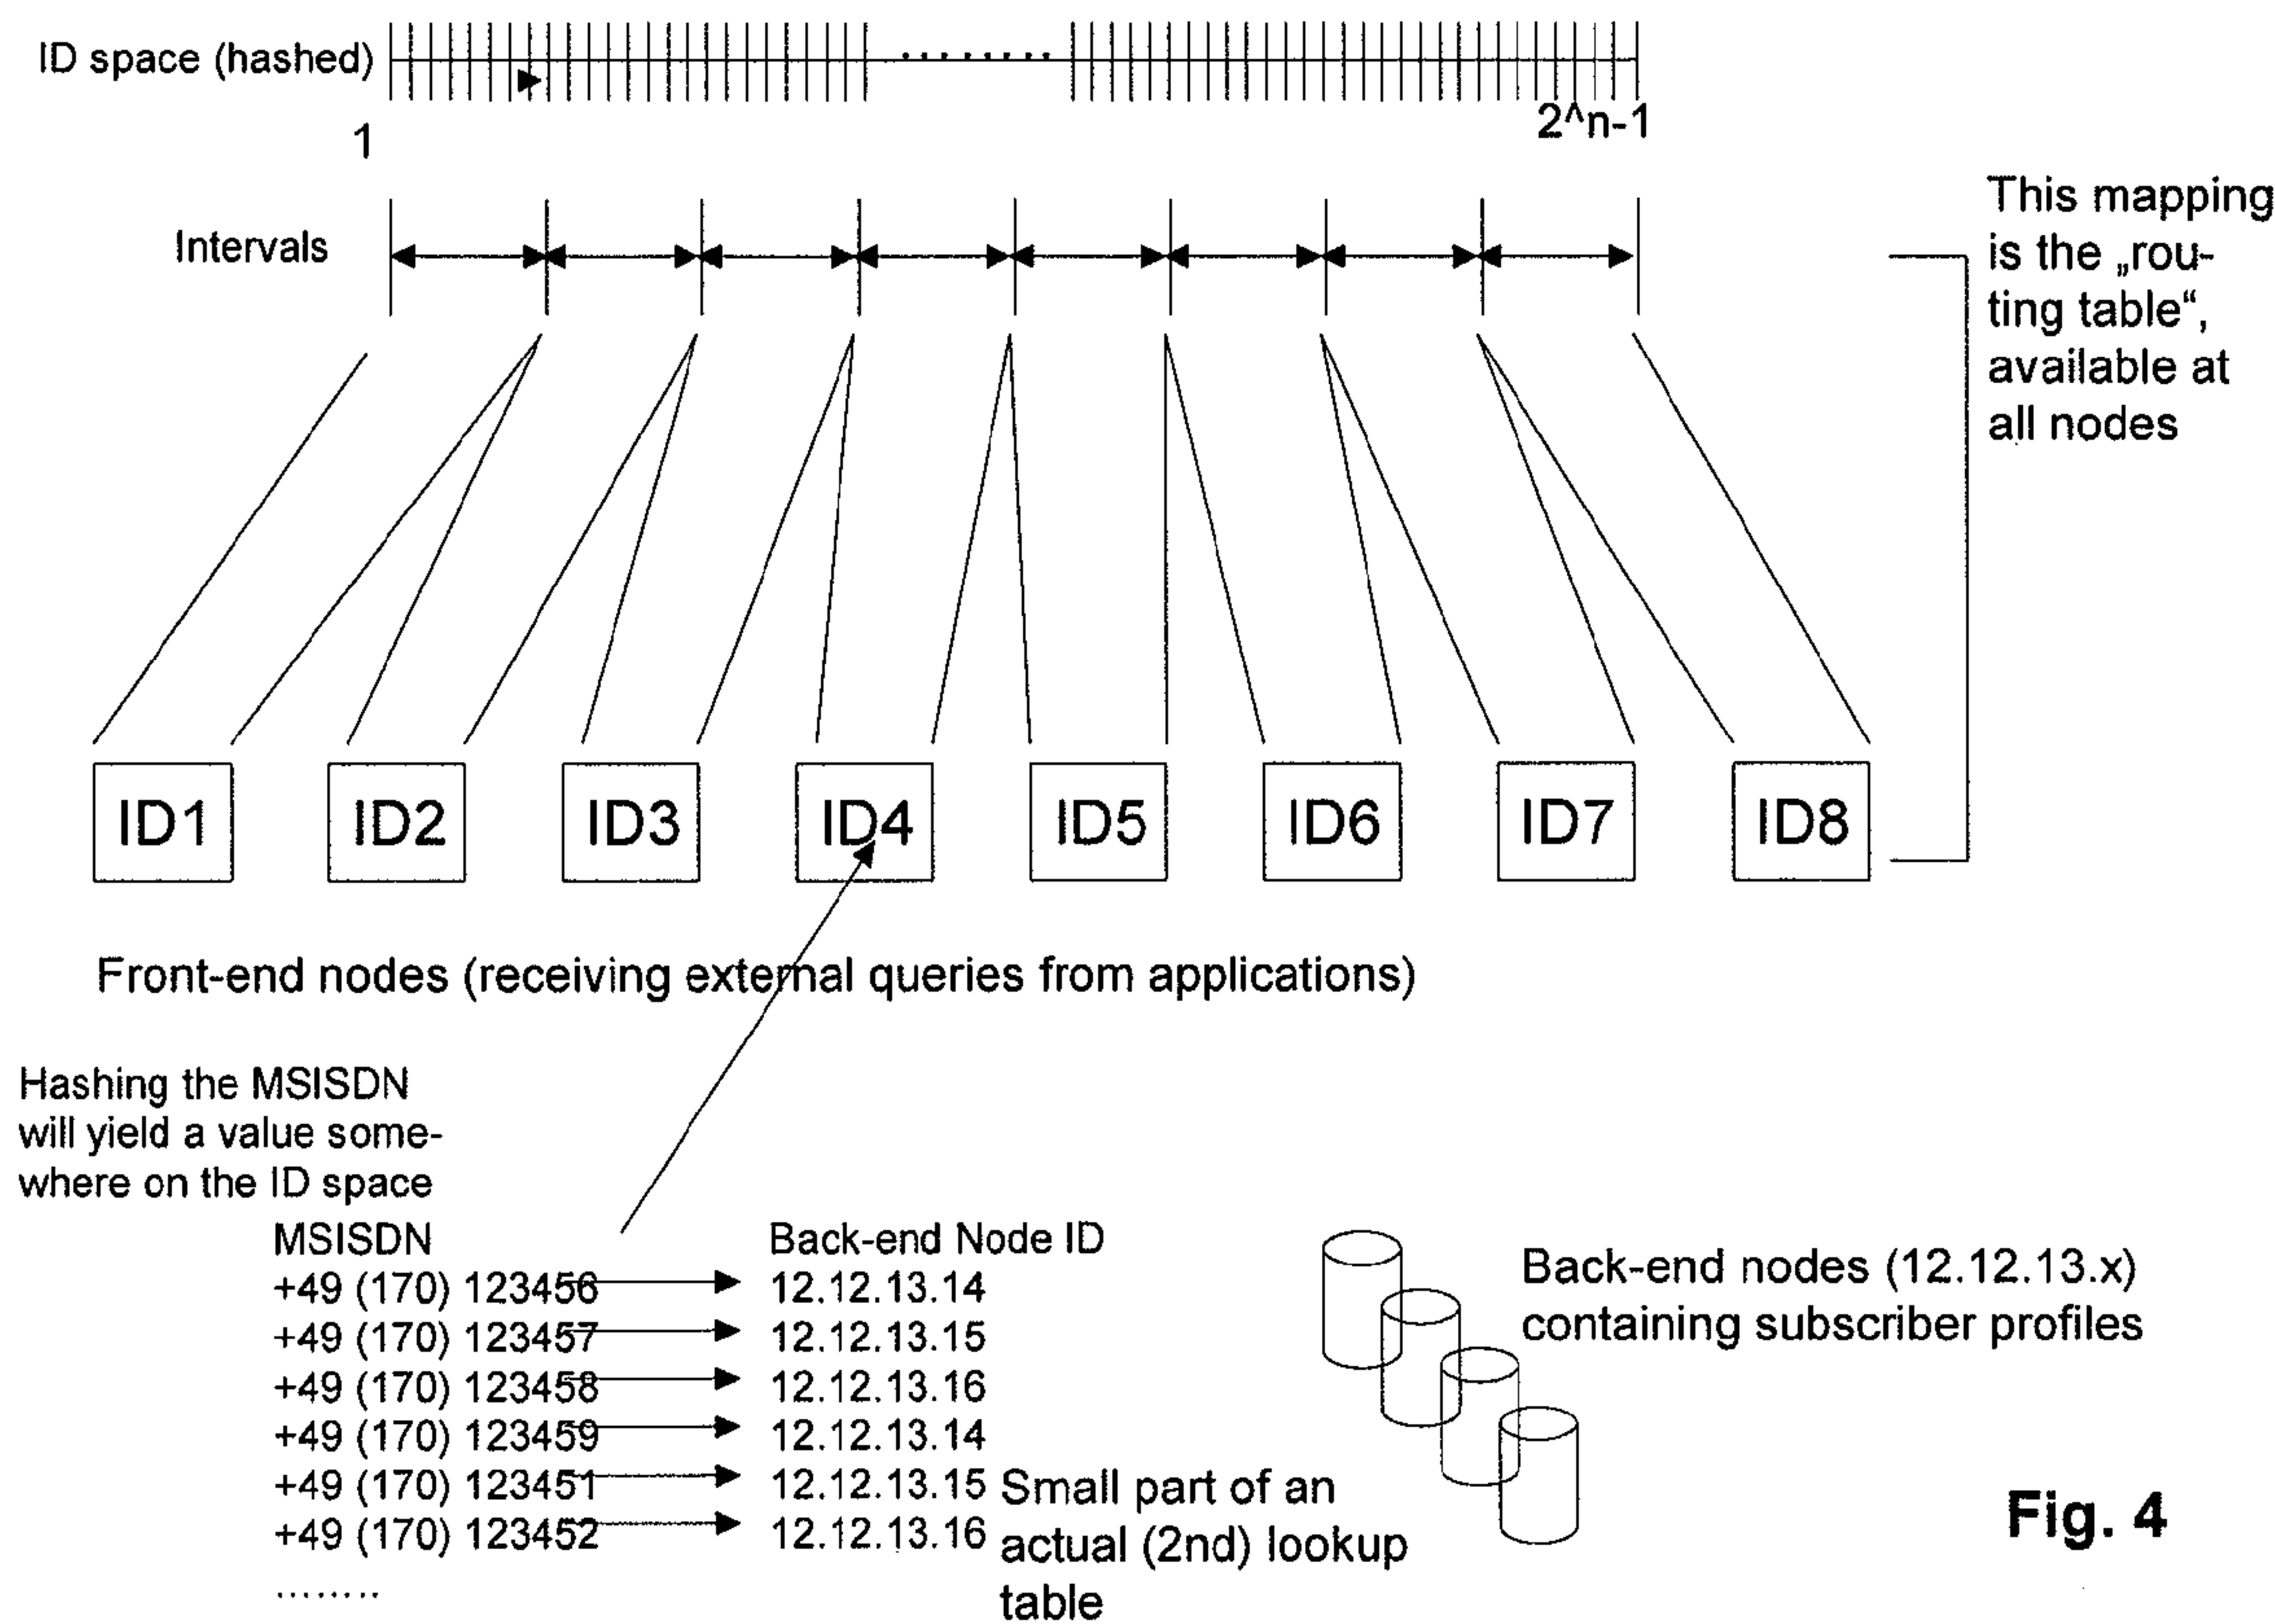 ID space (hashed)
1
2^n-1
Intervals
This mapping
is the „rou-
ting table“,
available at
all nodes
ID1 ID2 ID3 ID4 ID5 ID6 ID7 ID8
Front-end nodes (receiving external queries from applications)
Hashing the MSISDN
will yield a value some-
where on the ID space
MSISDN Back-end Node ID
+49 (170) 123456 12.12.13.14
+49 (170) 123457 12.12.13.15
+49 (170) 123458 12.12.13.16
+49 (170) 123459 12.12.13.14
+49 (170) 123451 12.12.13.15
+49 (170) 123452 12.12.13.16
........
Small part of an
actual (2nd) lookup
table
Back-end nodes (12.12.13.x)
containing subscriber profiles
Fig. 4